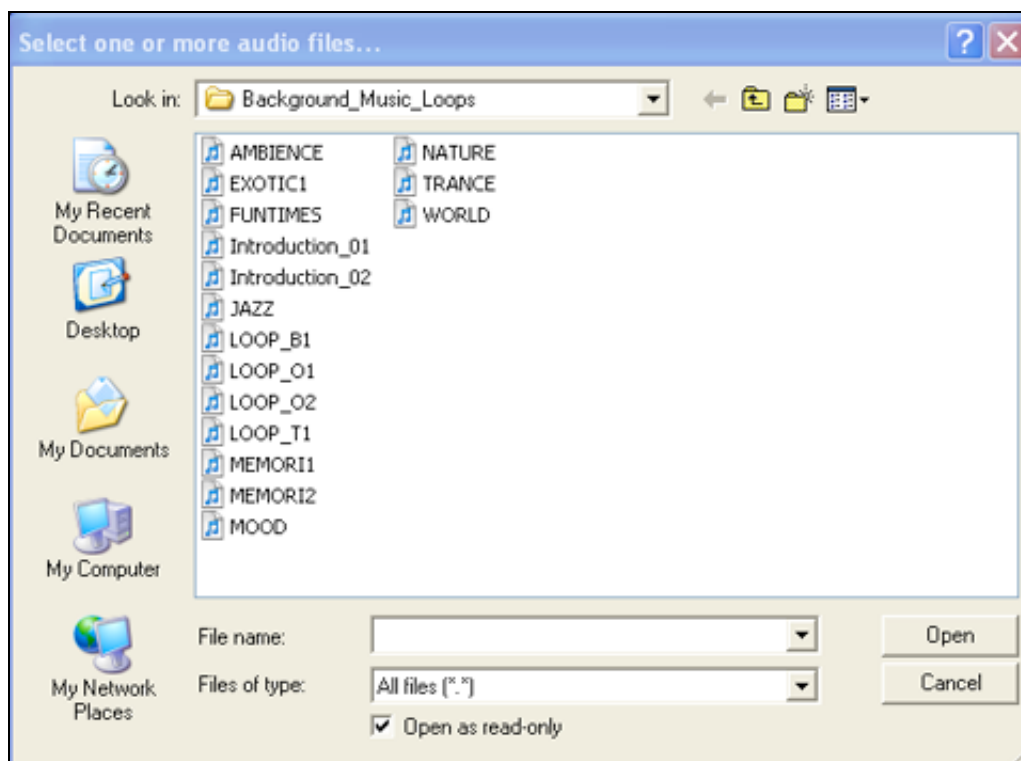 Select one or more audio files...
Look in: Background_Music_Loops
My Recent
Documents
Desktop
My Documents
My Computer
My Network
Places
AMBIENCE
EXOTIC1
FUNTIMES
Introduction_01
Introduction_02
JAZZ
LOOP_B1
LOOP_O1
LOOP_O2
LOOP_T1
MEMORI1
MEMORI2
MOOD
NATURE
TRANCE
WORLD
File name:
Open
Files of type: All files (*.*)
Cancel
Open as read-only